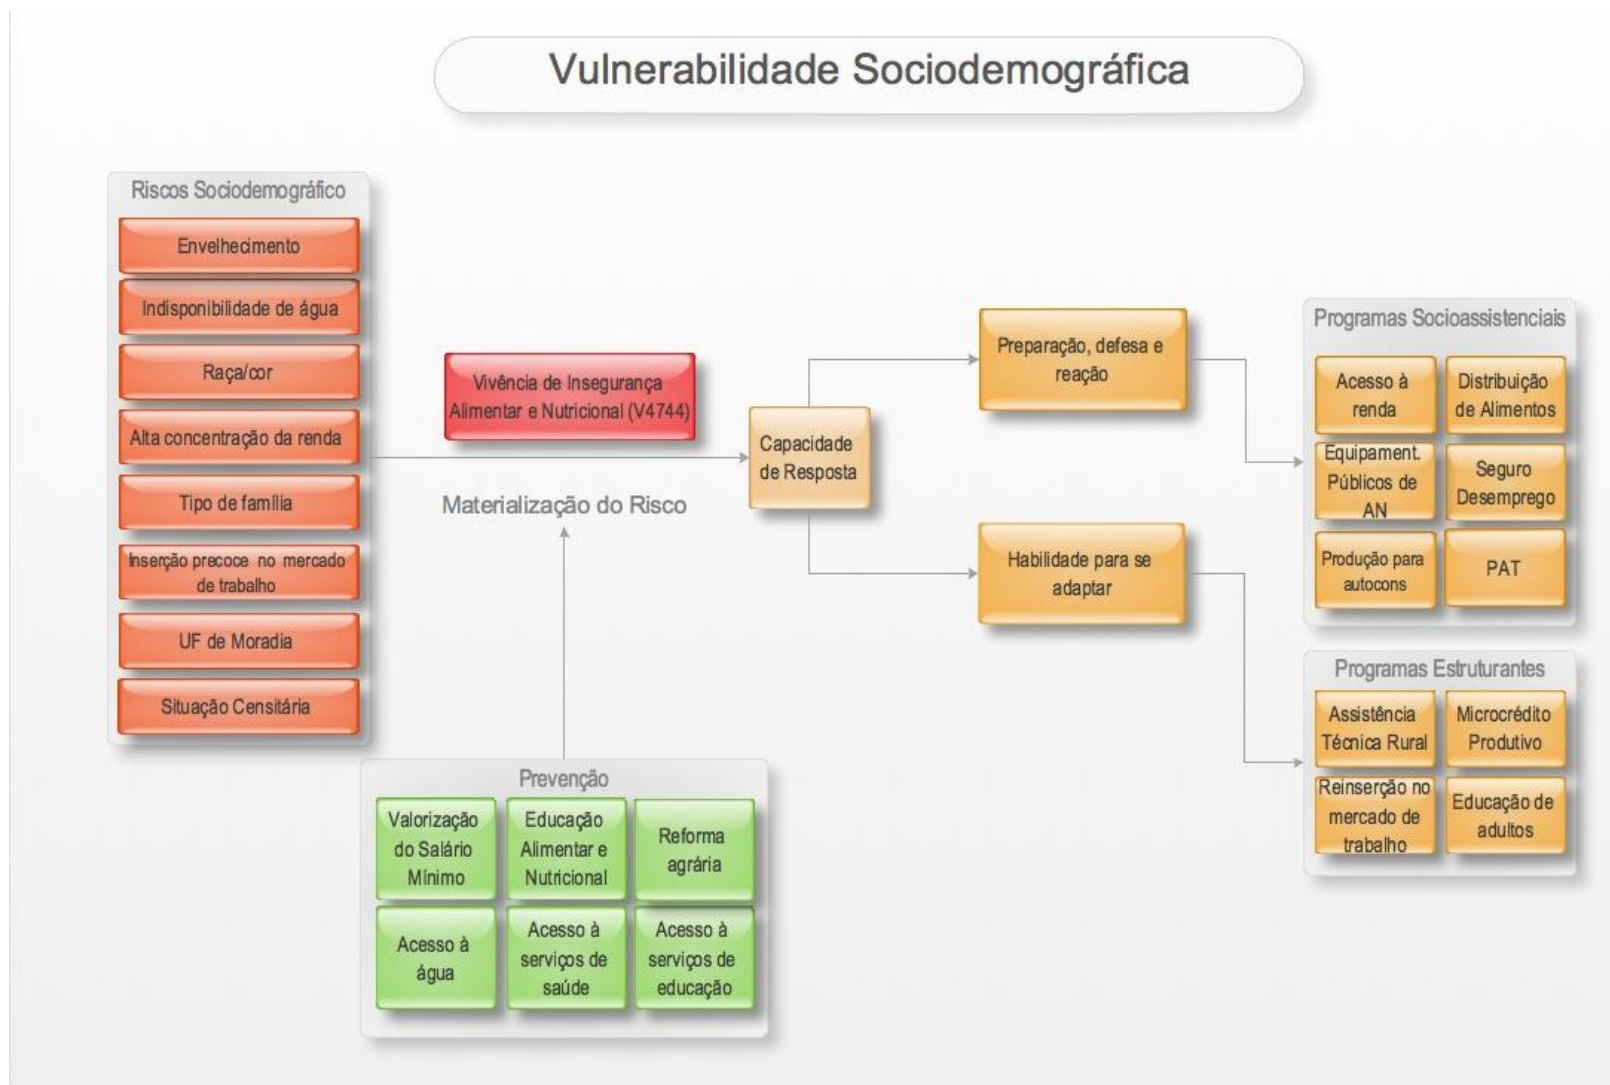 Vulnerabilidade Sociodemográfica
Riscos Sociodemográfico
Envelhecimento
Indisponibilidade de água
Raça/cor
Alta concentração da renda
Tipo de família
Inserção precoce no mercado
de trabalho
UF de Moradia
Situação Censitária
Vivência de Insegurança
Alimentar e Nutricional (V4744)
Materialização do Risco
Prevenção
Valorização
do Salário
Mínimo
Educação
Alimentar e
Nutricional
Reforma
agrária
Acesso à
água
Acesso à
serviços de
saúde
Acesso à
serviços de
educação
Capacidade
de Resposta
Preparação, defesa e
reação
Habilidade para se
adaptar
Programas Socioassistenciais
Acesso à
renda
Distribuição
de Alimentos
Equipament.
Públicos de
AN
Seguro
Desemprego
Produção para
autocons
PAT
Programas Estruturantes
Assistência
Técnica Rural
Microcrédito
Produtivo
Reinserção no
mercado de
trabalho
Educação de
adultos